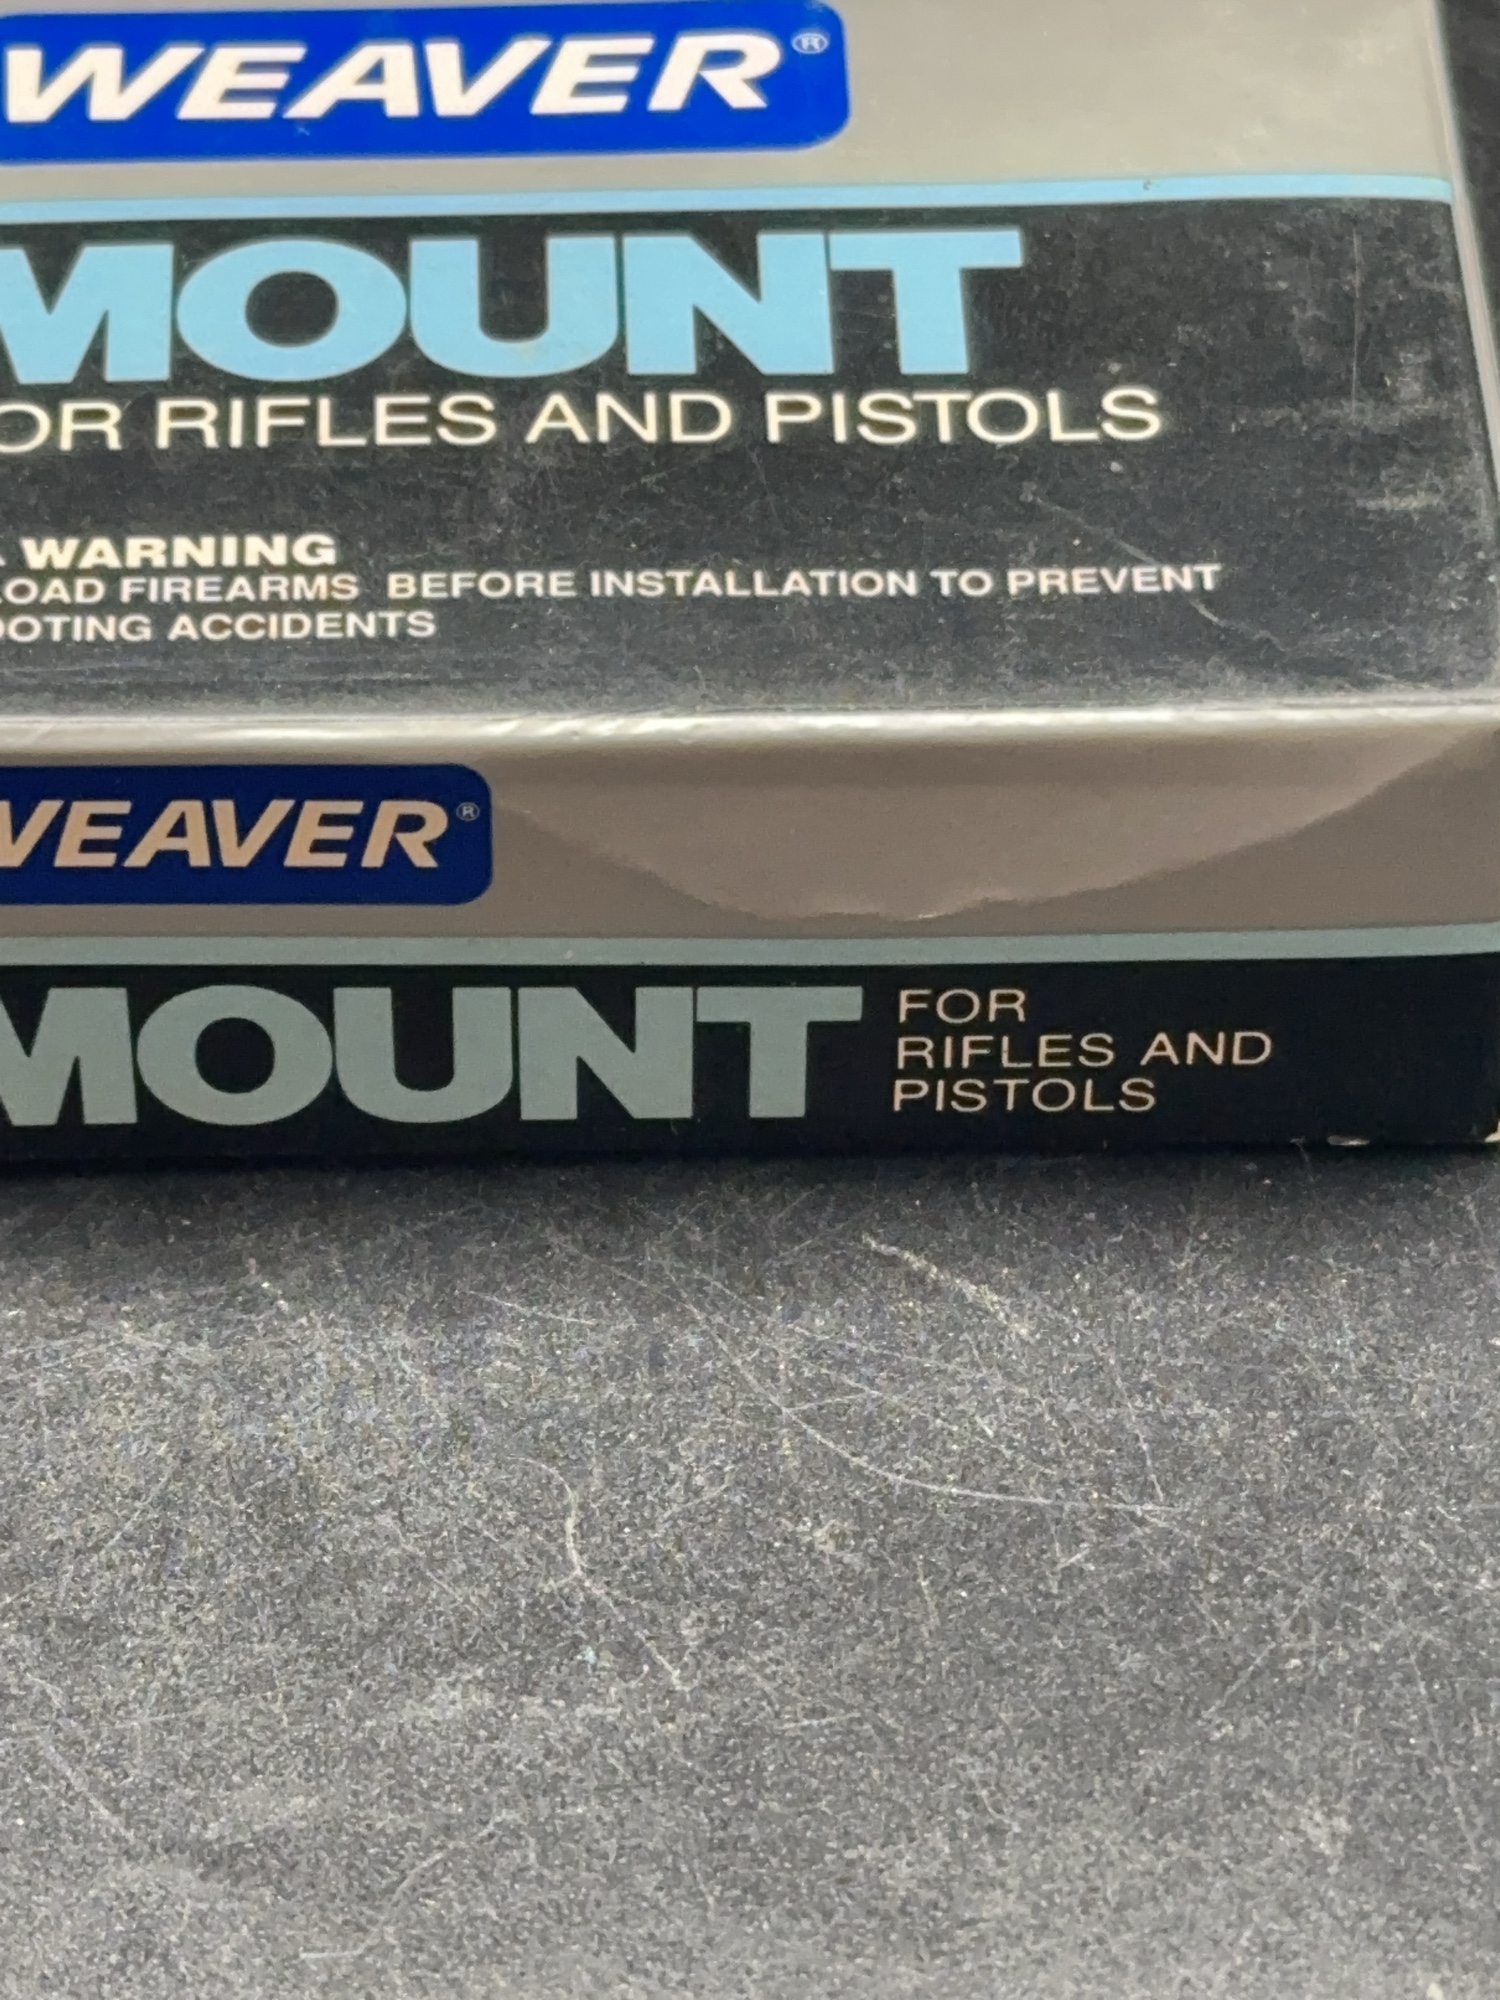 WEAVER®
MOUNT
OR RIFLES AND PISTOLS
WARNING
LOAD FIREARMS BEFORE INSTALLATION TO PREVENT
OOTING ACCIDENTS
WEAVER®
MOUNT
FOR
RIFLES AND
PISTOLS